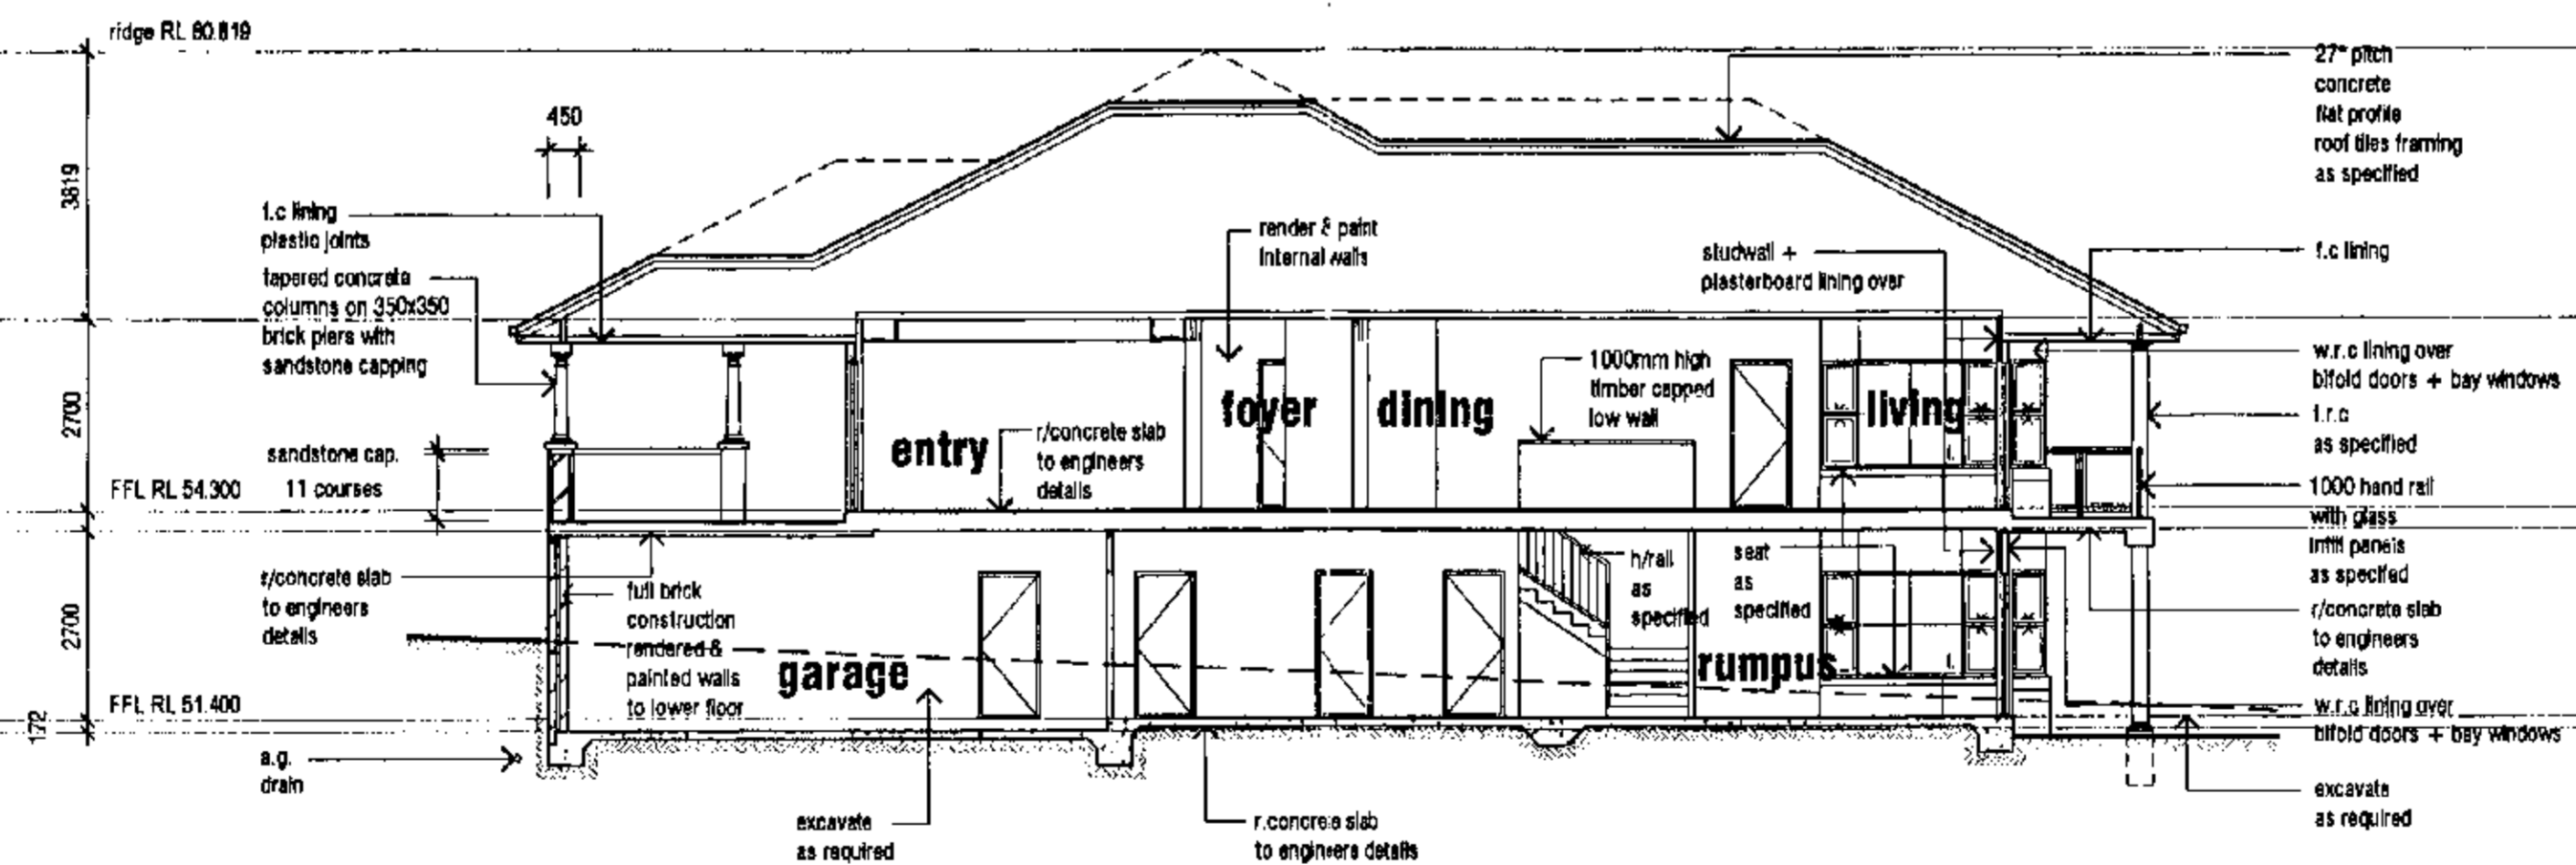 ridge RL 60.819
3819
2700
2700
172
450
f.c lining
plastic joints
tapered concrete
columns on 350x350
brick piers with
sandstone capping
sandstone cap.
11 courses
FFL RL 54.300
r/concrete slab
to engineers
details
FFL RL 51.400
a.g.
drain
full brick
construction
rendered &
painted walls
to lower floor
garage
excavate
as required
entry
r/concrete slab
to engineers
details
render & paint
internal walls
foyer
dining
1000mm high
timber capped
low wall
studwall +
plasterboard lining over
living
h/rail
as
specified
seat
as
specified
rumpus
r.concrete slab
to engineers details
27° pitch
concrete
flat profile
roof tiles framing
as specified
f.c lining
w.r.c lining over
bifold doors + bay windows
as specified
1000 hand rail
with glass
infill panels
as specifed
r/concrete slab
to engineers
details
w.r.c lining over
bifold doors + bay windows
excavate
as required